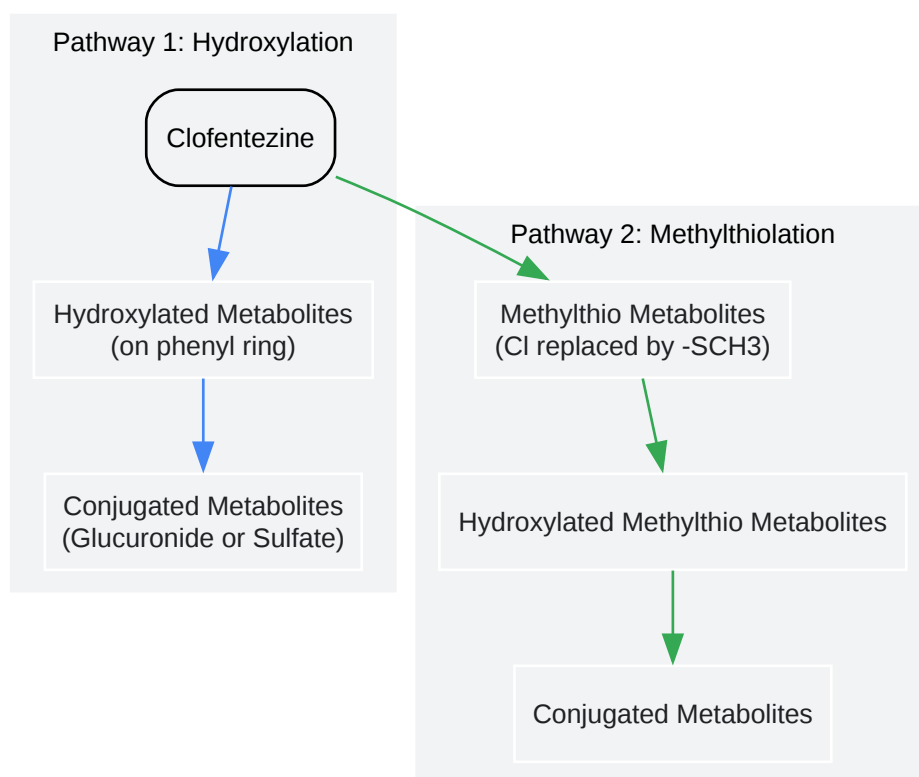 Pathway 1: Hydroxylation
Clofentezine
Hydroxylated Metabolites
(on phenyl ring)
Conjugated Metabolites
(Glucuronide or Sulfate)
Pathway 2: Methylthiolation
Methylthio Metabolites
(Cl replaced by -SCH3)
Hydroxylated Methylthio Metabolites
Conjugated Metabolites